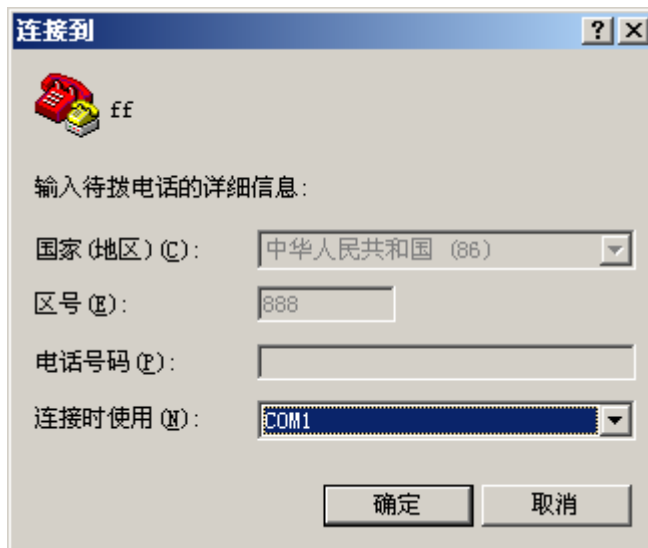 连接到
ff
输入待拨电话的详细信息:
国家(地区)(C): 中华人民共和国 (86)
区号(E): 888
电话号码(P):
连接时使用(N): COM1
确定 取消